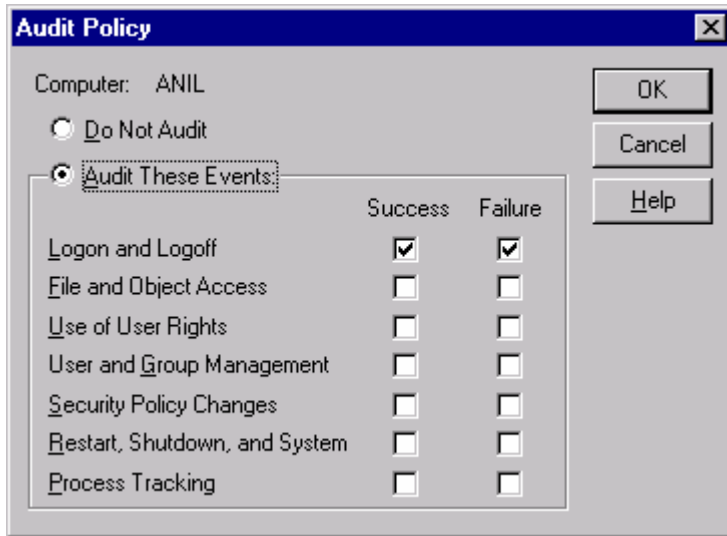 Audit Policy
Computer: ANIL
OK
Do Not Audit
Cancel
Audit These Events:
Help
Success Failure
Logon and Logoff
File and Object Access
Use of User Rights
User and Group Management
Security Policy Changes
Restart, Shutdown, and System
Process Tracking